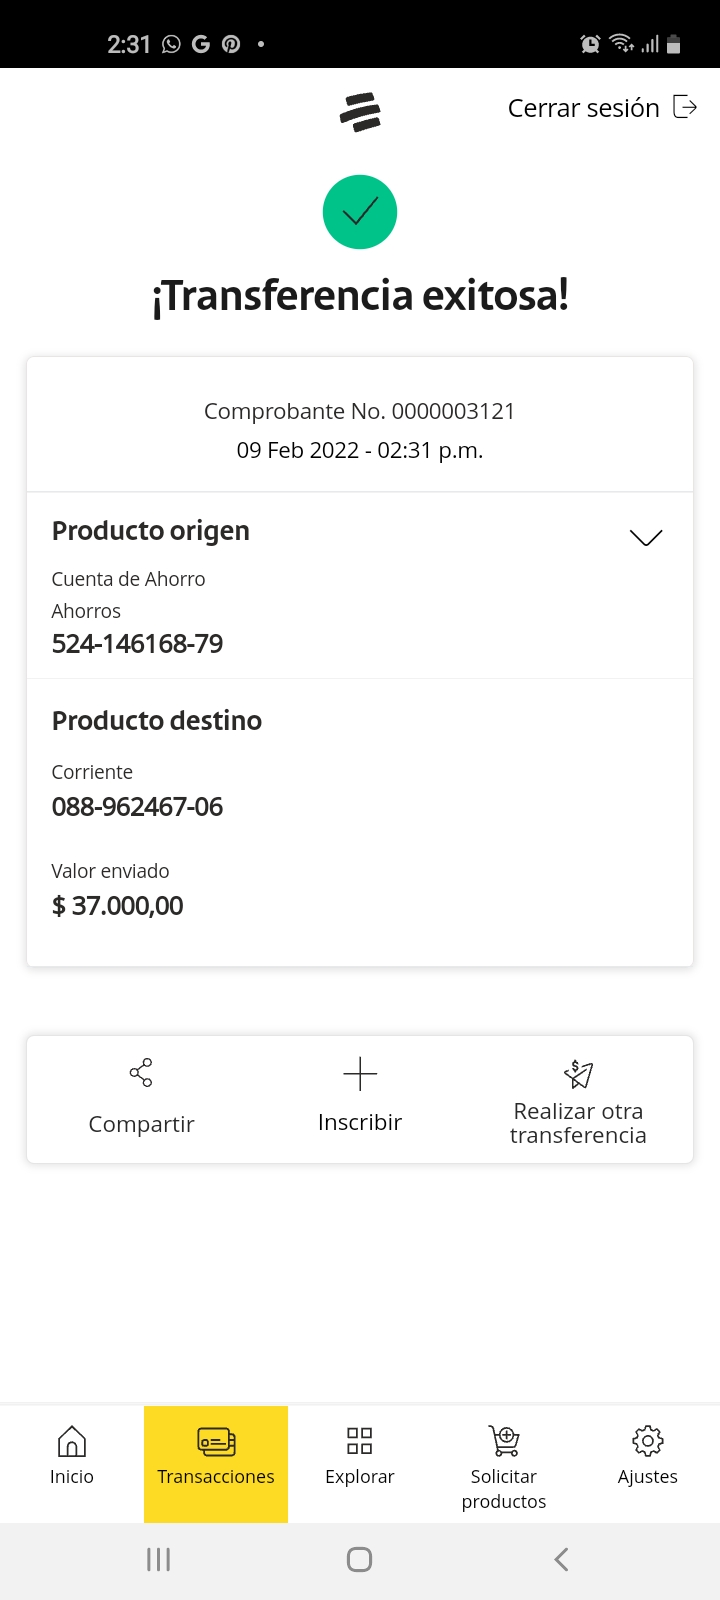 2:31
Cerrar sesión
¡Transferencia exitosa!
Comprobante No. 0000003121
09 Feb 2022 - 02:31 p.m.
Producto origen
Cuenta de Ahorro
Ahorros
524-146168-79
Producto destino
Corriente
088-962467-06
Valor enviado
$ 37.000,00
Compartir
Inscribir
Realizar otra
transferencia
Inicio
Transacciones
Explorar
Solicitar
productos
Ajustes